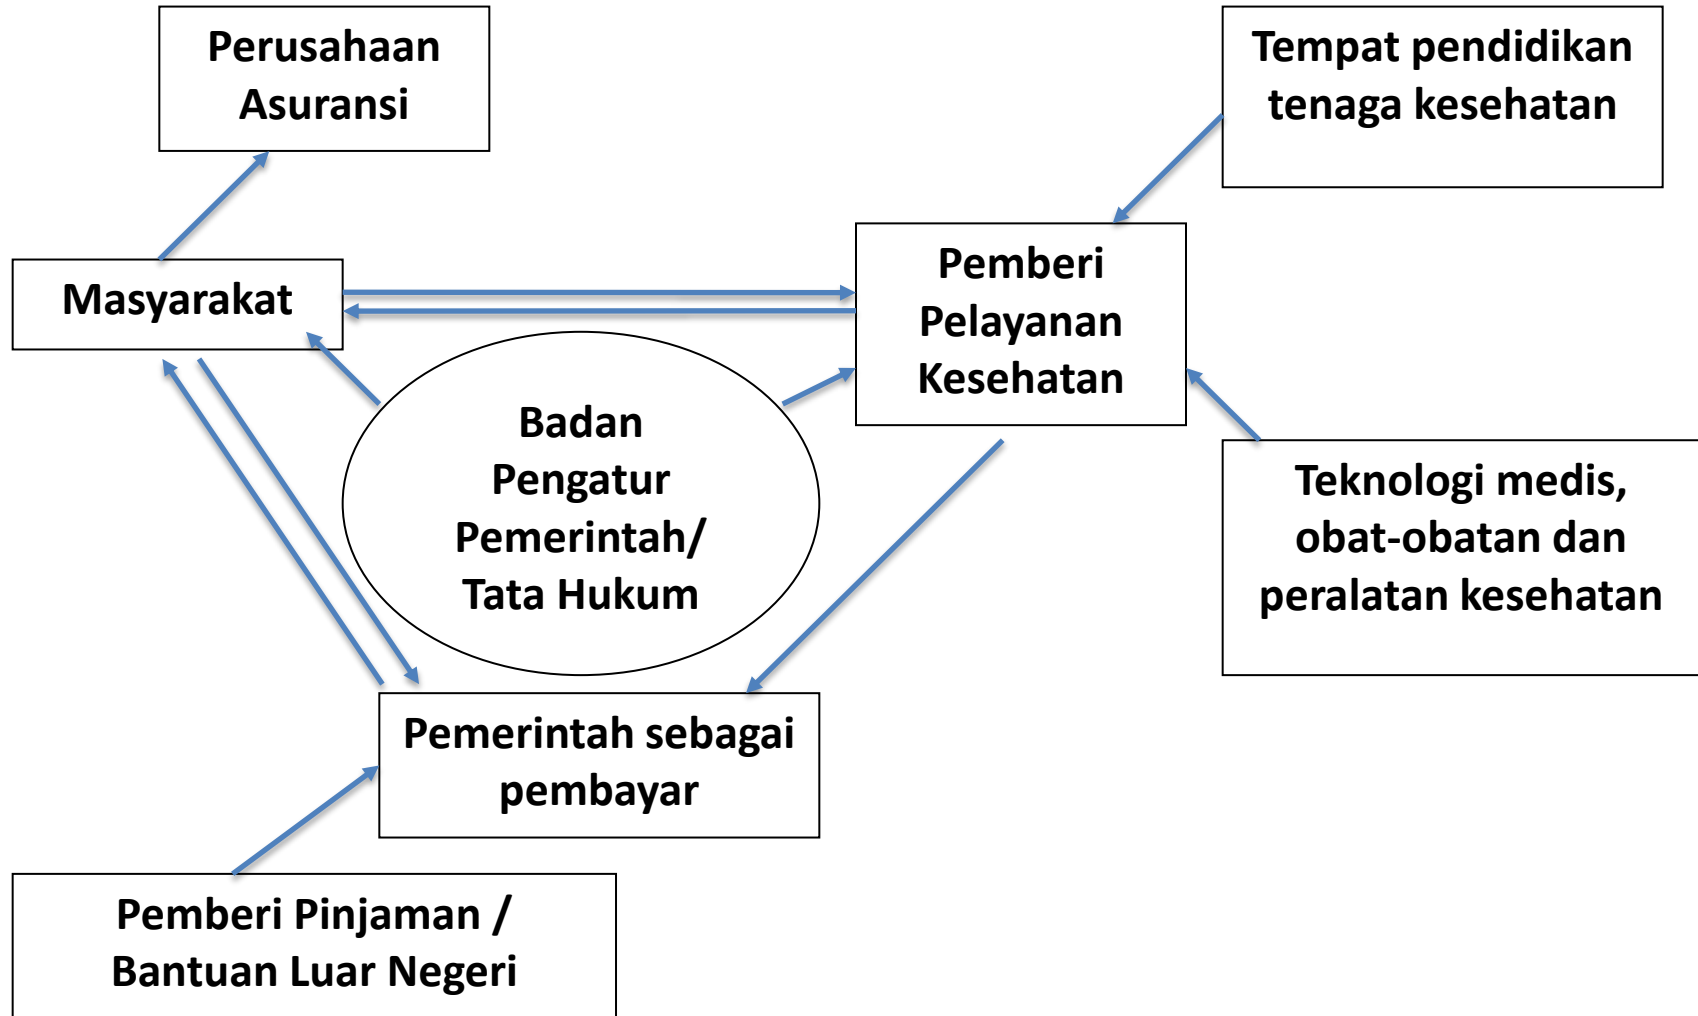 Perusahaan
Asuransi
Tempat pendidikan
tenaga kesehatan
Masyarakat
Pemberi
Pelayanan
Kesehatan
Badan
Pengatur
Pemerintah/
Tata Hukum
Teknologi medis,
obat-obatan dan
peralatan kesehatan
Pemerintah sebagai
pembayar
Pemberi Pinjaman /
Bantuan Luar Negeri